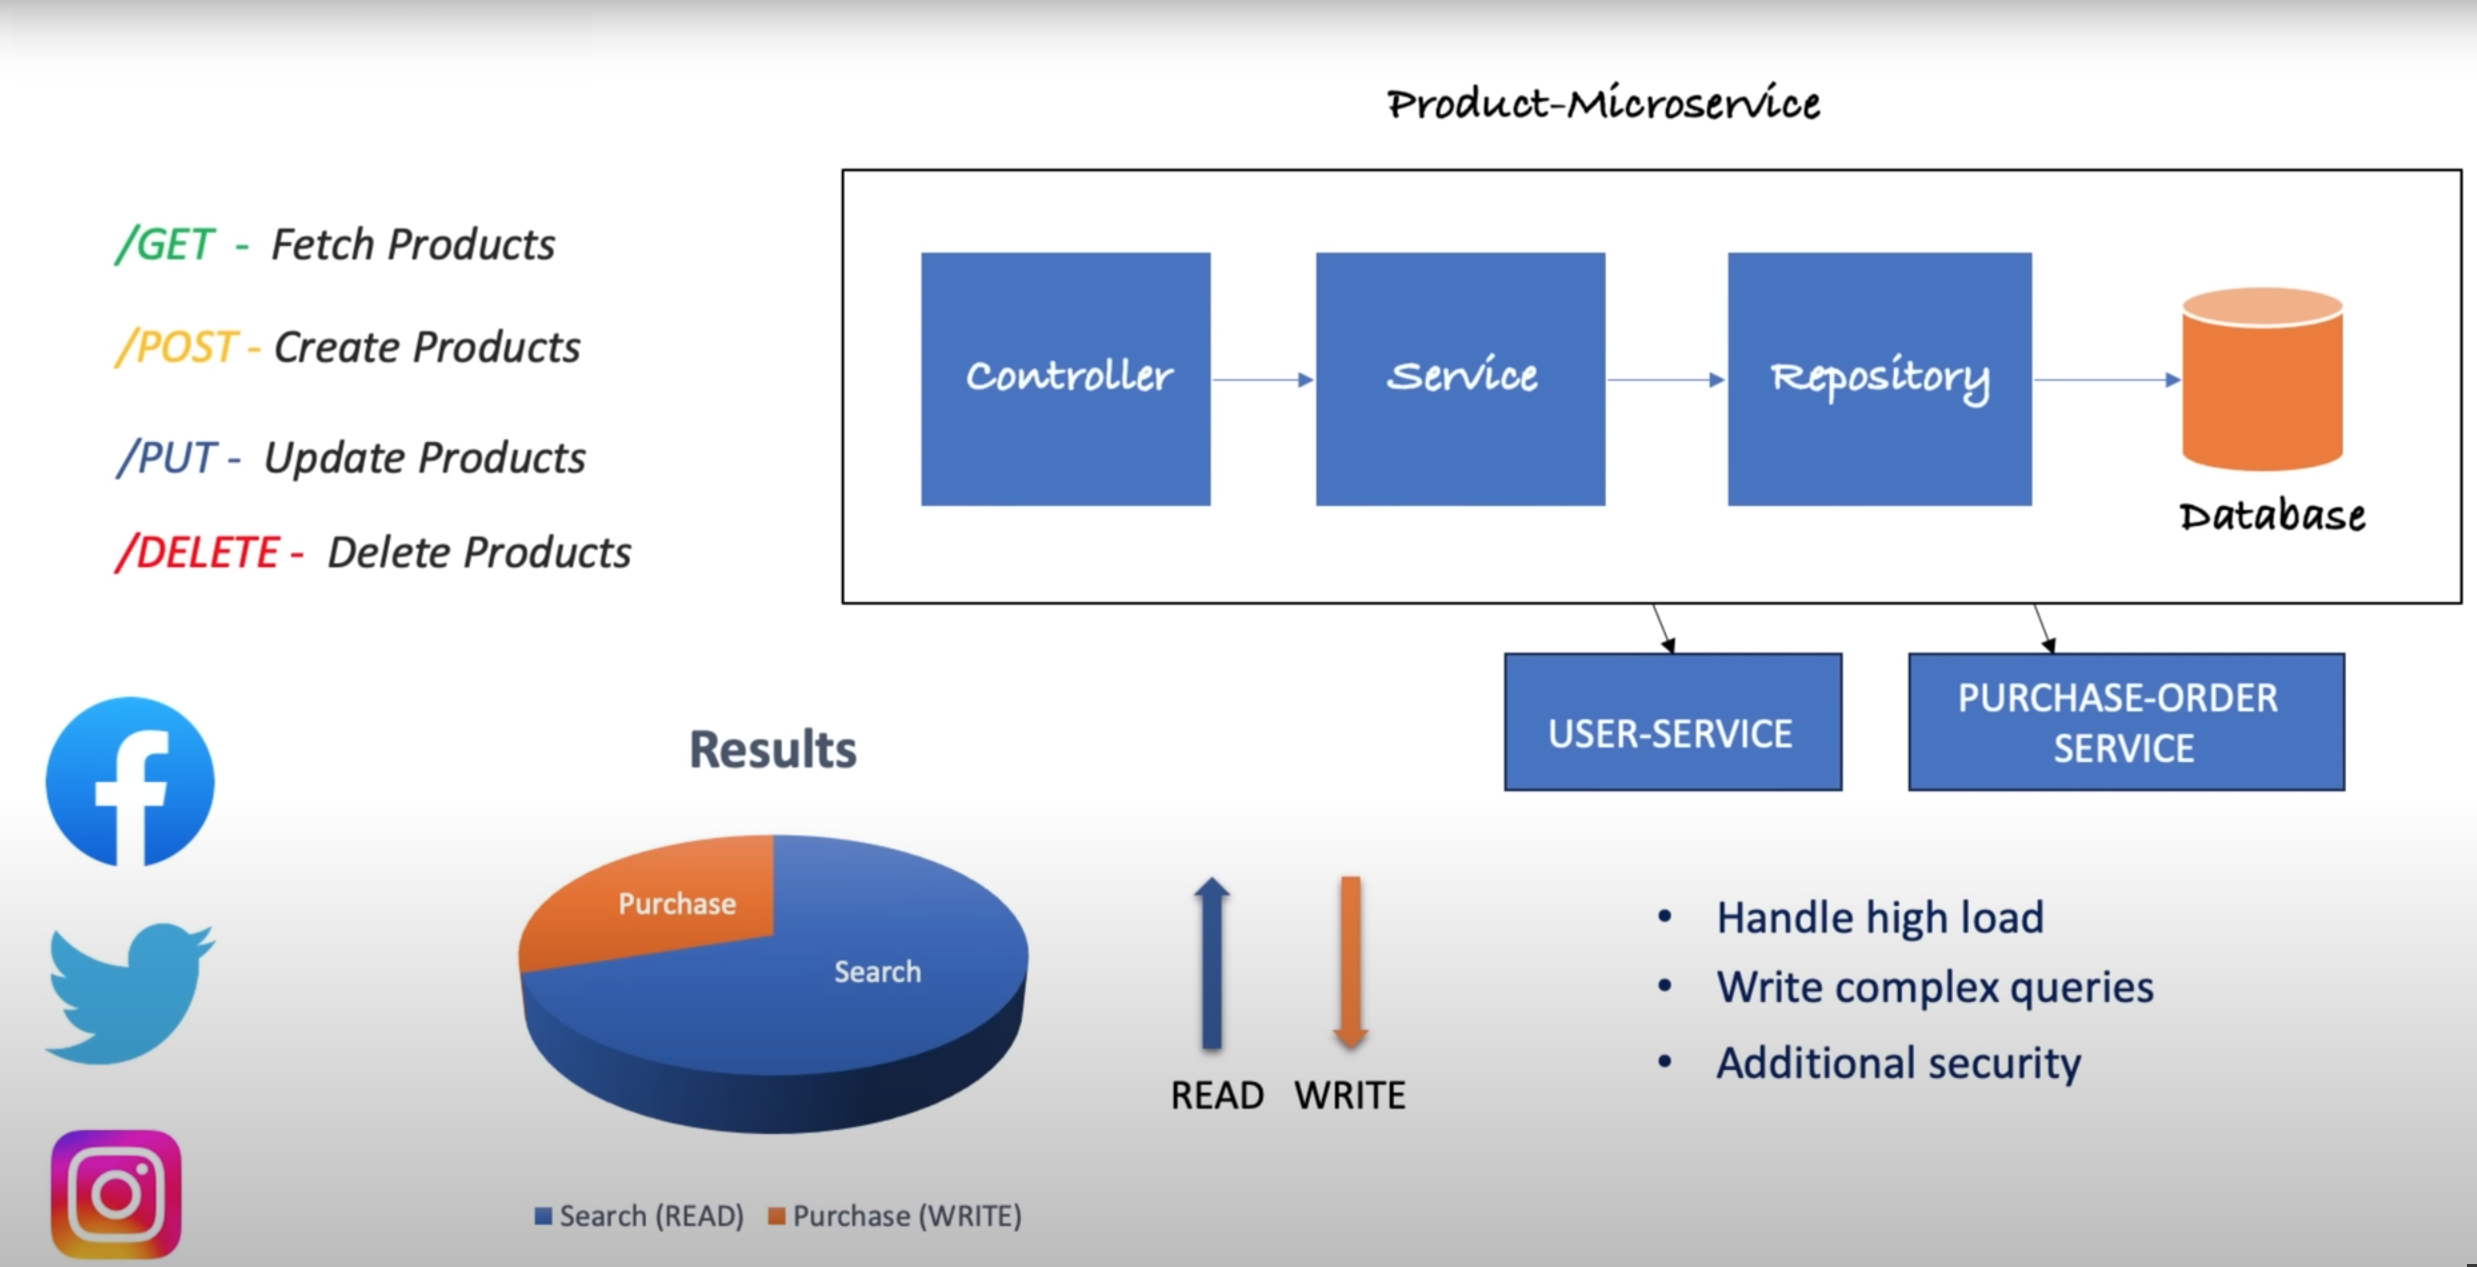 Product-Microservice
/GET - Fetch Products
/POST - Create Products
/PUT - Update Products
/DELETE - Delete Products
Controller
Service
Repository
Database
USER-SERVICE
PURCHASE-ORDER
SERVICE
Results
Purchase
Search
Search (READ)
Purchase (WRITE)
READ
WRITE
• Handle high load
• Write complex queries
• Additional security